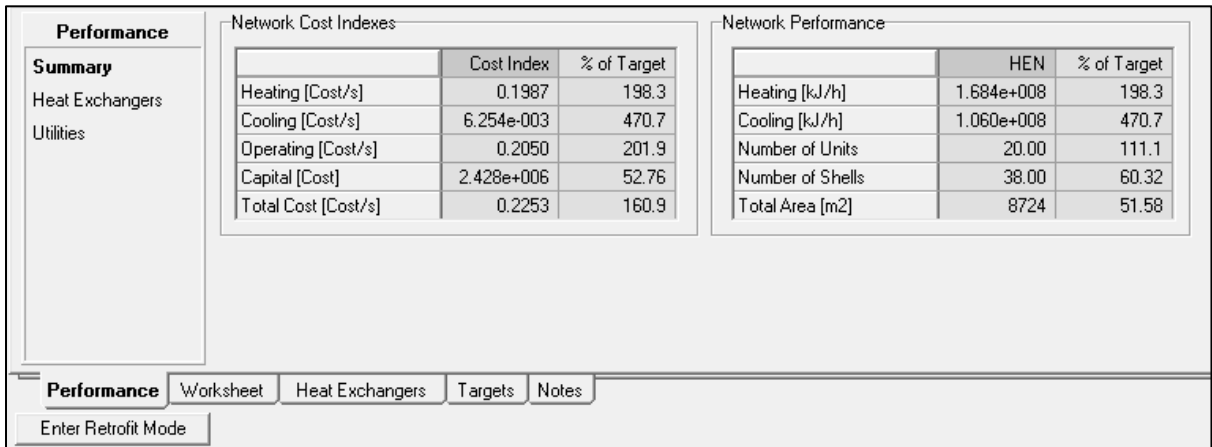 Performance
Summary
Heat Exchangers
Utilities
Network Cost Indexes
Cost Index % of Target
Heating [Cost/s] 0.1987 198.3
Cooling [Cost/s] 6.254e-003 470.7
Operating [Cost/s] 0.2050 201.9
Capital [Cost] 2.428e+006 52.76
Total Cost [Cost/s] 0.2253 160.9
Network Performance
HEN % of Target
Heating [kJ/h] 1.684e+008 198.3
Cooling [kJ/h] 1.060e+008 470.7
Number of Units 20.00 111.1
Number of Shells 38.00 60.32
Total Area [m2] 8724 51.58
Performance Worksheet Heat Exchangers Targets Notes
Enter Retrofit Mode